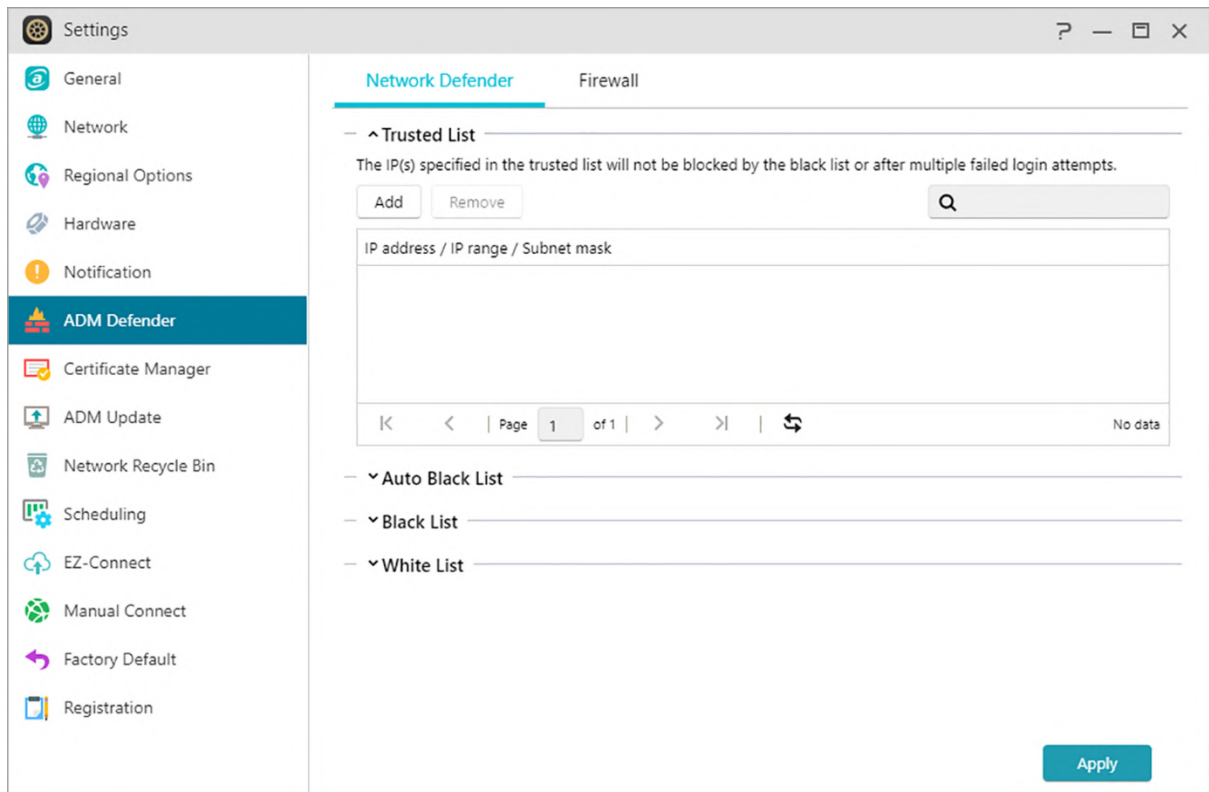 Settings
General
Network
Regional Options
Hardware
Notification
ADM Defender
Certificate Manager
ADM Update
Network Recycle Bin
Scheduling
EZ-Connect
Manual Connect
Factory Default
Registration
Network Defender Firewall
Trusted List
The IP(s) specified in the trusted list will not be blocked by the black list or after multiple failed login attempts.
Add Remove
IP address / IP range / Subnet mask
Page 1 of 1 No data
Auto Black List
Black List
White List
Apply